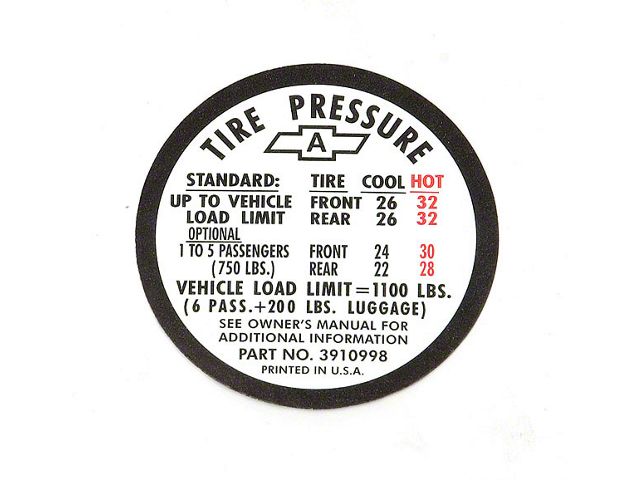 TIRE PRESSURE
A
STANDARD: TIRE COOL HOT
UP TO VEHICLE FRONT 26 32
LOAD LIMIT REAR 26 32
OPTIONAL
1 TO 5 PASSENGERS FRONT 24 30
(750 LBS.) REAR 22 28
VEHICLE LOAD LIMIT=1100 LBS.
(6 PASS.+200 LBS. LUGGAGE)
SEE OWNER'S MANUAL FOR
ADDITIONAL INFORMATION
PART NO. 3910998
PRINTED IN U.S.A.